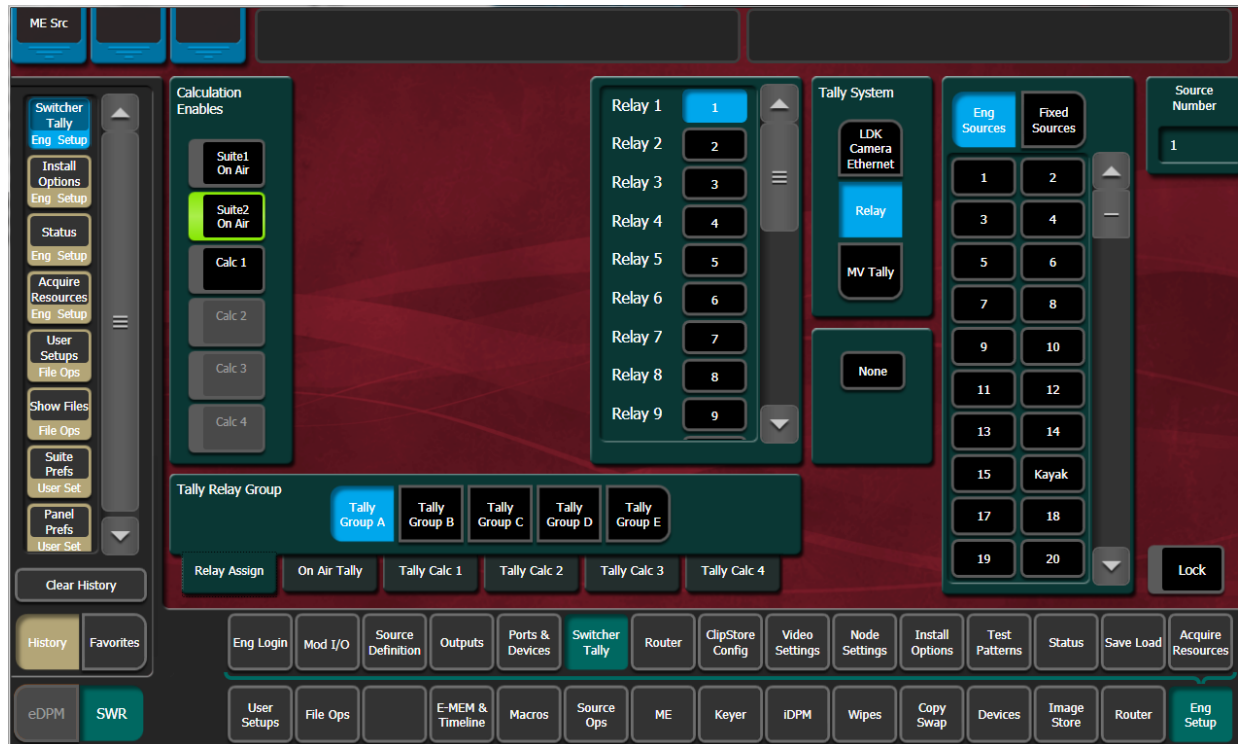 ME Src
Switcher
Tally
Eng Setup
Install
Options
Eng Setup
Status
Eng Setup
Acquire
Resources
Eng Setup
User
Setups
File Ops
Show Files
File Ops
Suite
Prefs
User Set
Panel
Prefs
User Set
Clear History
History
Favorites
eDPM
SWR
Calculation
Enables
Suite1
On Air
Suite2
On Air
Calc 1
Calc 2
Calc 3
Calc 4
Relay 1 1
Relay 2 2
Relay 3 3
Relay 4 4
Relay 5 5
Relay 6 6
Relay 7 7
Relay 8 8
Relay 9 9
Tally System
LDK
Camera
Ethernet
Relay
MV Tally
None
Eng
Sources
Fixed
Sources
1 2
3 4
5 6
7 8
9 10
11 12
13 14
15 Kayak
17 18
19 20
Source
Number
1
Lock
Tally Relay Group
Tally
Group A
Tally
Group B
Tally
Group C
Tally
Group D
Tally
Group E
Relay Assign
On Air Tally
Tally Calc 1
Tally Calc 2
Tally Calc 3
Tally Calc 4
Eng Login
Mod I/O
Source
Definition
Outputs
Ports &
Devices
Switcher
Tally
Router
ClipStore
Config
Video
Settings
Node
Settings
Install
Options
Test
Patterns
Status
Save Load
Acquire
Resources
User
Setups
File Ops
E-MEM &
Timeline
Macros
Source
Ops
ME
Keyer
iDPM
Wipes
Copy
Swap
Devices
Image
Store
Router
Eng
Setup